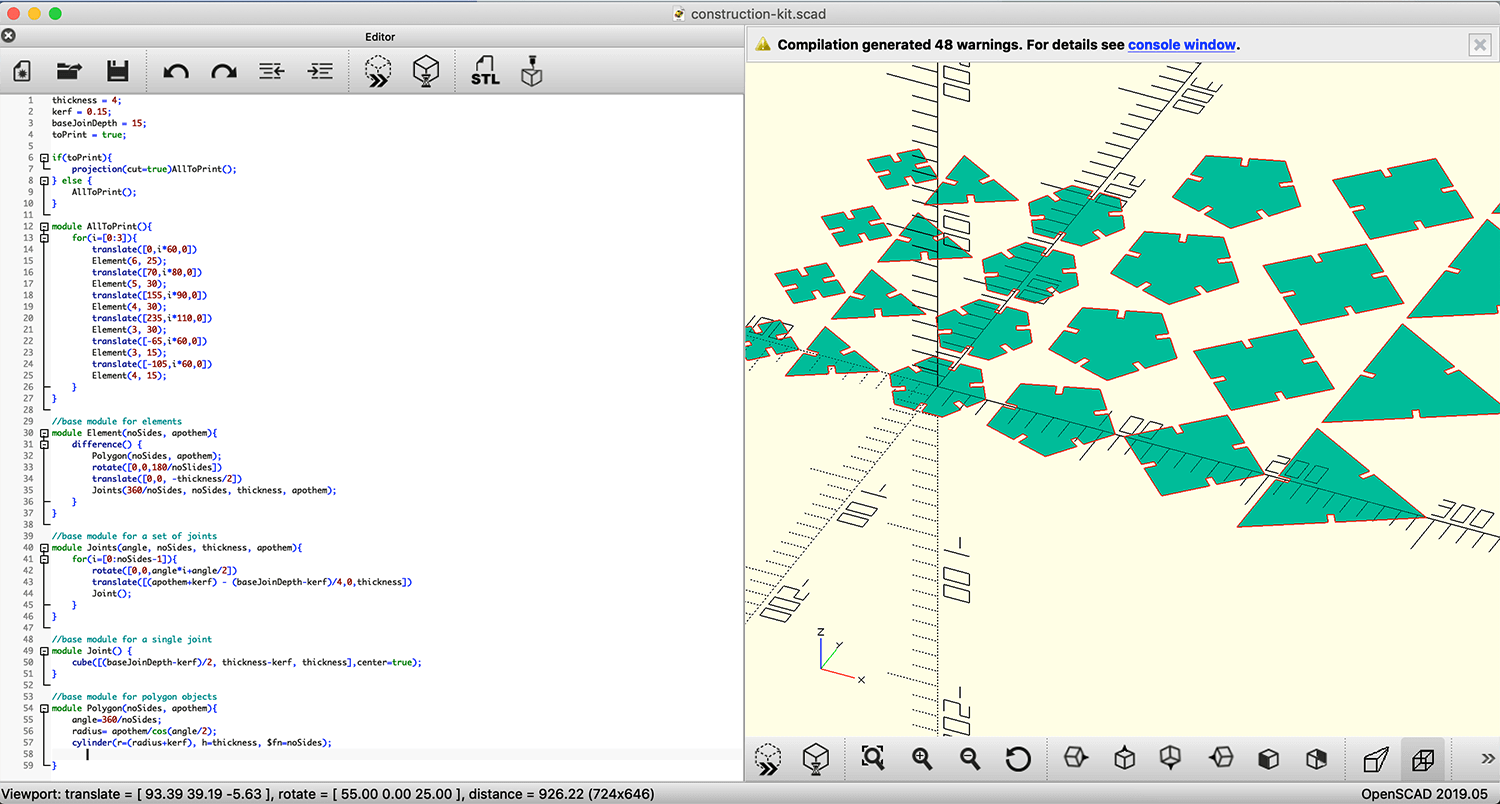 construction-kit.scad
Editor
Compilation generated 48 warnings. For details see console window.
STL
1 thickness = 4;
2 kerf = 0.15;
3 baseJoinDepth = 15;
4 toPrint = true;
5
6 if(toPrint){
7 projection(cut=true)AllToPrint();
8 } else {
9 AllToPrint();
10 }
11
12 module AllToPrint(){
13 for(i=[0:3]){
14 translate([0,i*60,0])
15 Element(6, 25);
16 translate([70,i*80,0])
17 Element(5, 30);
18 translate([155,i*90,0])
19 Element(4, 30);
20 translate([235,i*110,0])
21 Element(3, 30);
22 translate([-65,i*60,0])
23 Element(3, 15);
24 translate([-105,i*60,0])
25 Element(4, 15);
26 }
27 }
28
29 //base module for elements
30 module Element(noSides, apothem){
31 difference() {
32 Polygon(noSides, apothem);
33 rotate([0,0,180/noSlides])
34 translate([0,0, -thickness/2])
35 Joints(360/noSides, noSides, thickness, apothem);
36 }
37 }
38
39 //base module for a set of joints
40 module Joints(angle, noSides, thickness, apothem){
41 for(i=[0:noSides-1]){
42 rotate([0,0,angle*i+angle/2])
43 translate([(apothem+kerf) - (baseJoinDepth-kerf)/4,0,thickness])
44 Joint();
45 }
46 }
47
48 //base module for a single joint
49 module Joint() {
50 cube([(baseJoinDepth-kerf)/2, thickness-kerf, thickness],center=true);
51 }
52
53 //base module for polygon objects
54 module Polygon(noSides, apothem){
55 angle=360/noSides;
56 radius= apothem/cos(angle/2);
57 cylinder(r=(radius+kerf), h=thickness, $fn=noSides);
58
59 }
100
200
300
100
200
300
-100
-100
z
y
x
Viewport: translate = [ 93.39 39.19 -5.63 ], rotate = [ 55.00 0.00 25.00 ], distance = 926.22 (724x646)
OpenSCAD 2019.05